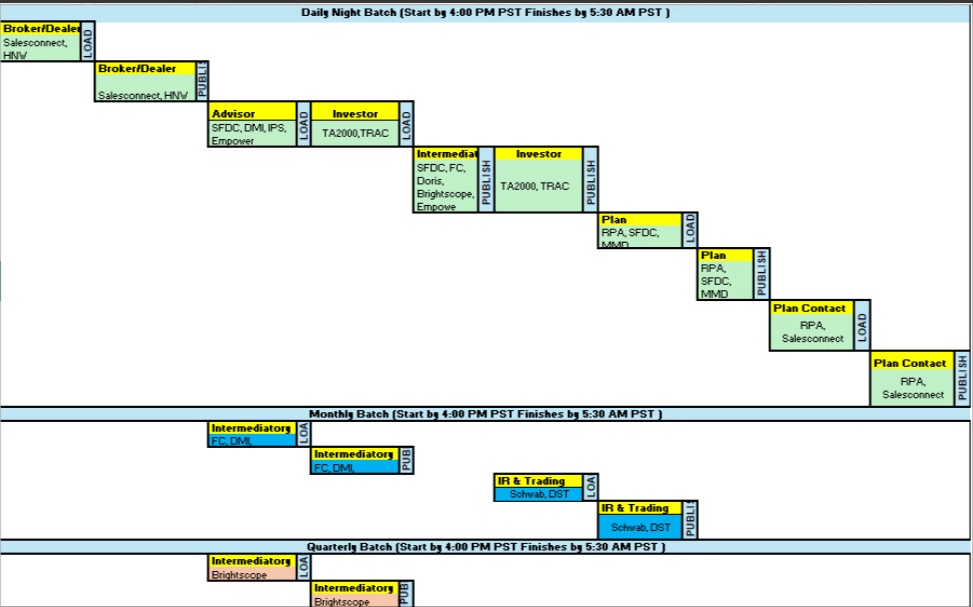 Daily Night Batch (Start by 4:00 PM PST Finishes by 5:30 AM PST )
Broker/Dealer
Salesconnect,
HNW
LOAD
Broker/Dealer
Salesconnect, HNW
PUBLIS
Advisor
SFDC, DMI, IPS,
Empower
LOAD
Investor
TA2000,TRAC
LOAD
Intermediat
SFDC, FC,
Doris,
Brightscope,
Empowe
PUBLISH
Investor
TA2000, TRAC
PUBLISH
Plan
RPA, SFDC,
MMD
LOAD
Plan
RPA,
SFDC,
MMD
PUBLISH
Plan Contact
RPA,
Salesconnect
LOAD
Plan Contact
RPA,
Salesconnect
PUBLISH
Monthly Batch (Start by 4:00 PM PST Finishes by 5:30 AM PST )
Intermediatory
FC, DMI,
LOA
Intermediatory
FC, DMI,
PUB
IR & Trading
Schwab, DST
LOA
IR & Trading
Schwab, DST
PUBLIS
Quarterly Batch (Start by 4:00 PM PST Finishes by 5:30 AM PST )
Intermediatory
Brightscope
LOA
Intermediatory
Brightscope
PUB